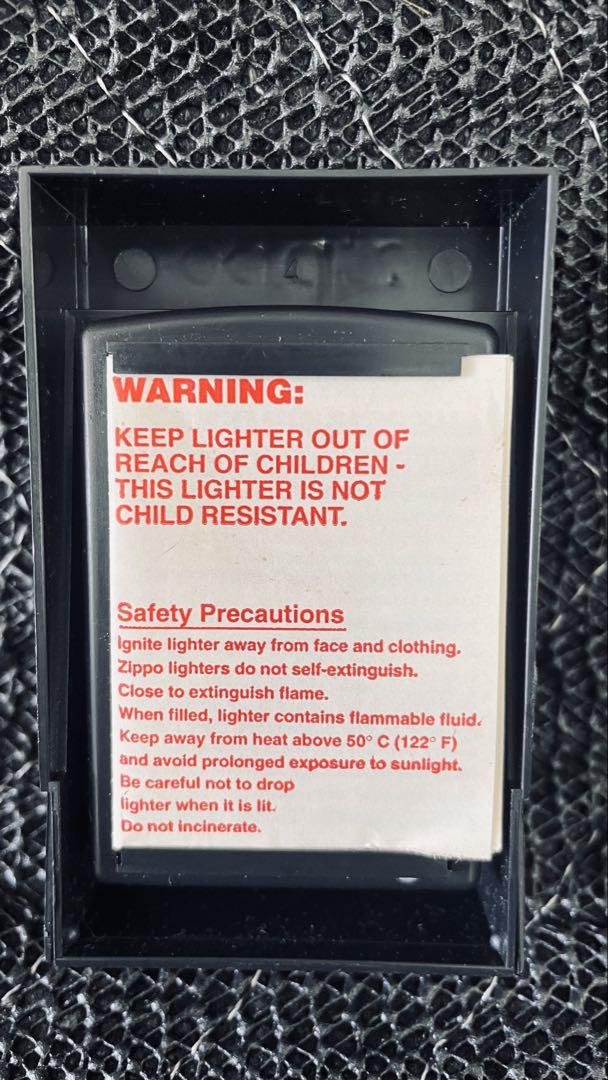 4
WARNING:
KEEP LIGHTER OUT OF
REACH OF CHILDREN -
THIS LIGHTER IS NOT
CHILD RESISTANT.
Safety Precautions
Ignite lighter away from face and clothing.
Zippo lighters do not self-extinguish.
Close to extinguish flame.
When filled, lighter contains flammable fluid.
Keep away from heat above 50° C (122° F)
and avoid prolonged exposure to sunlight.
Be careful not to drop
lighter when it is lit.
Do not incinerate.